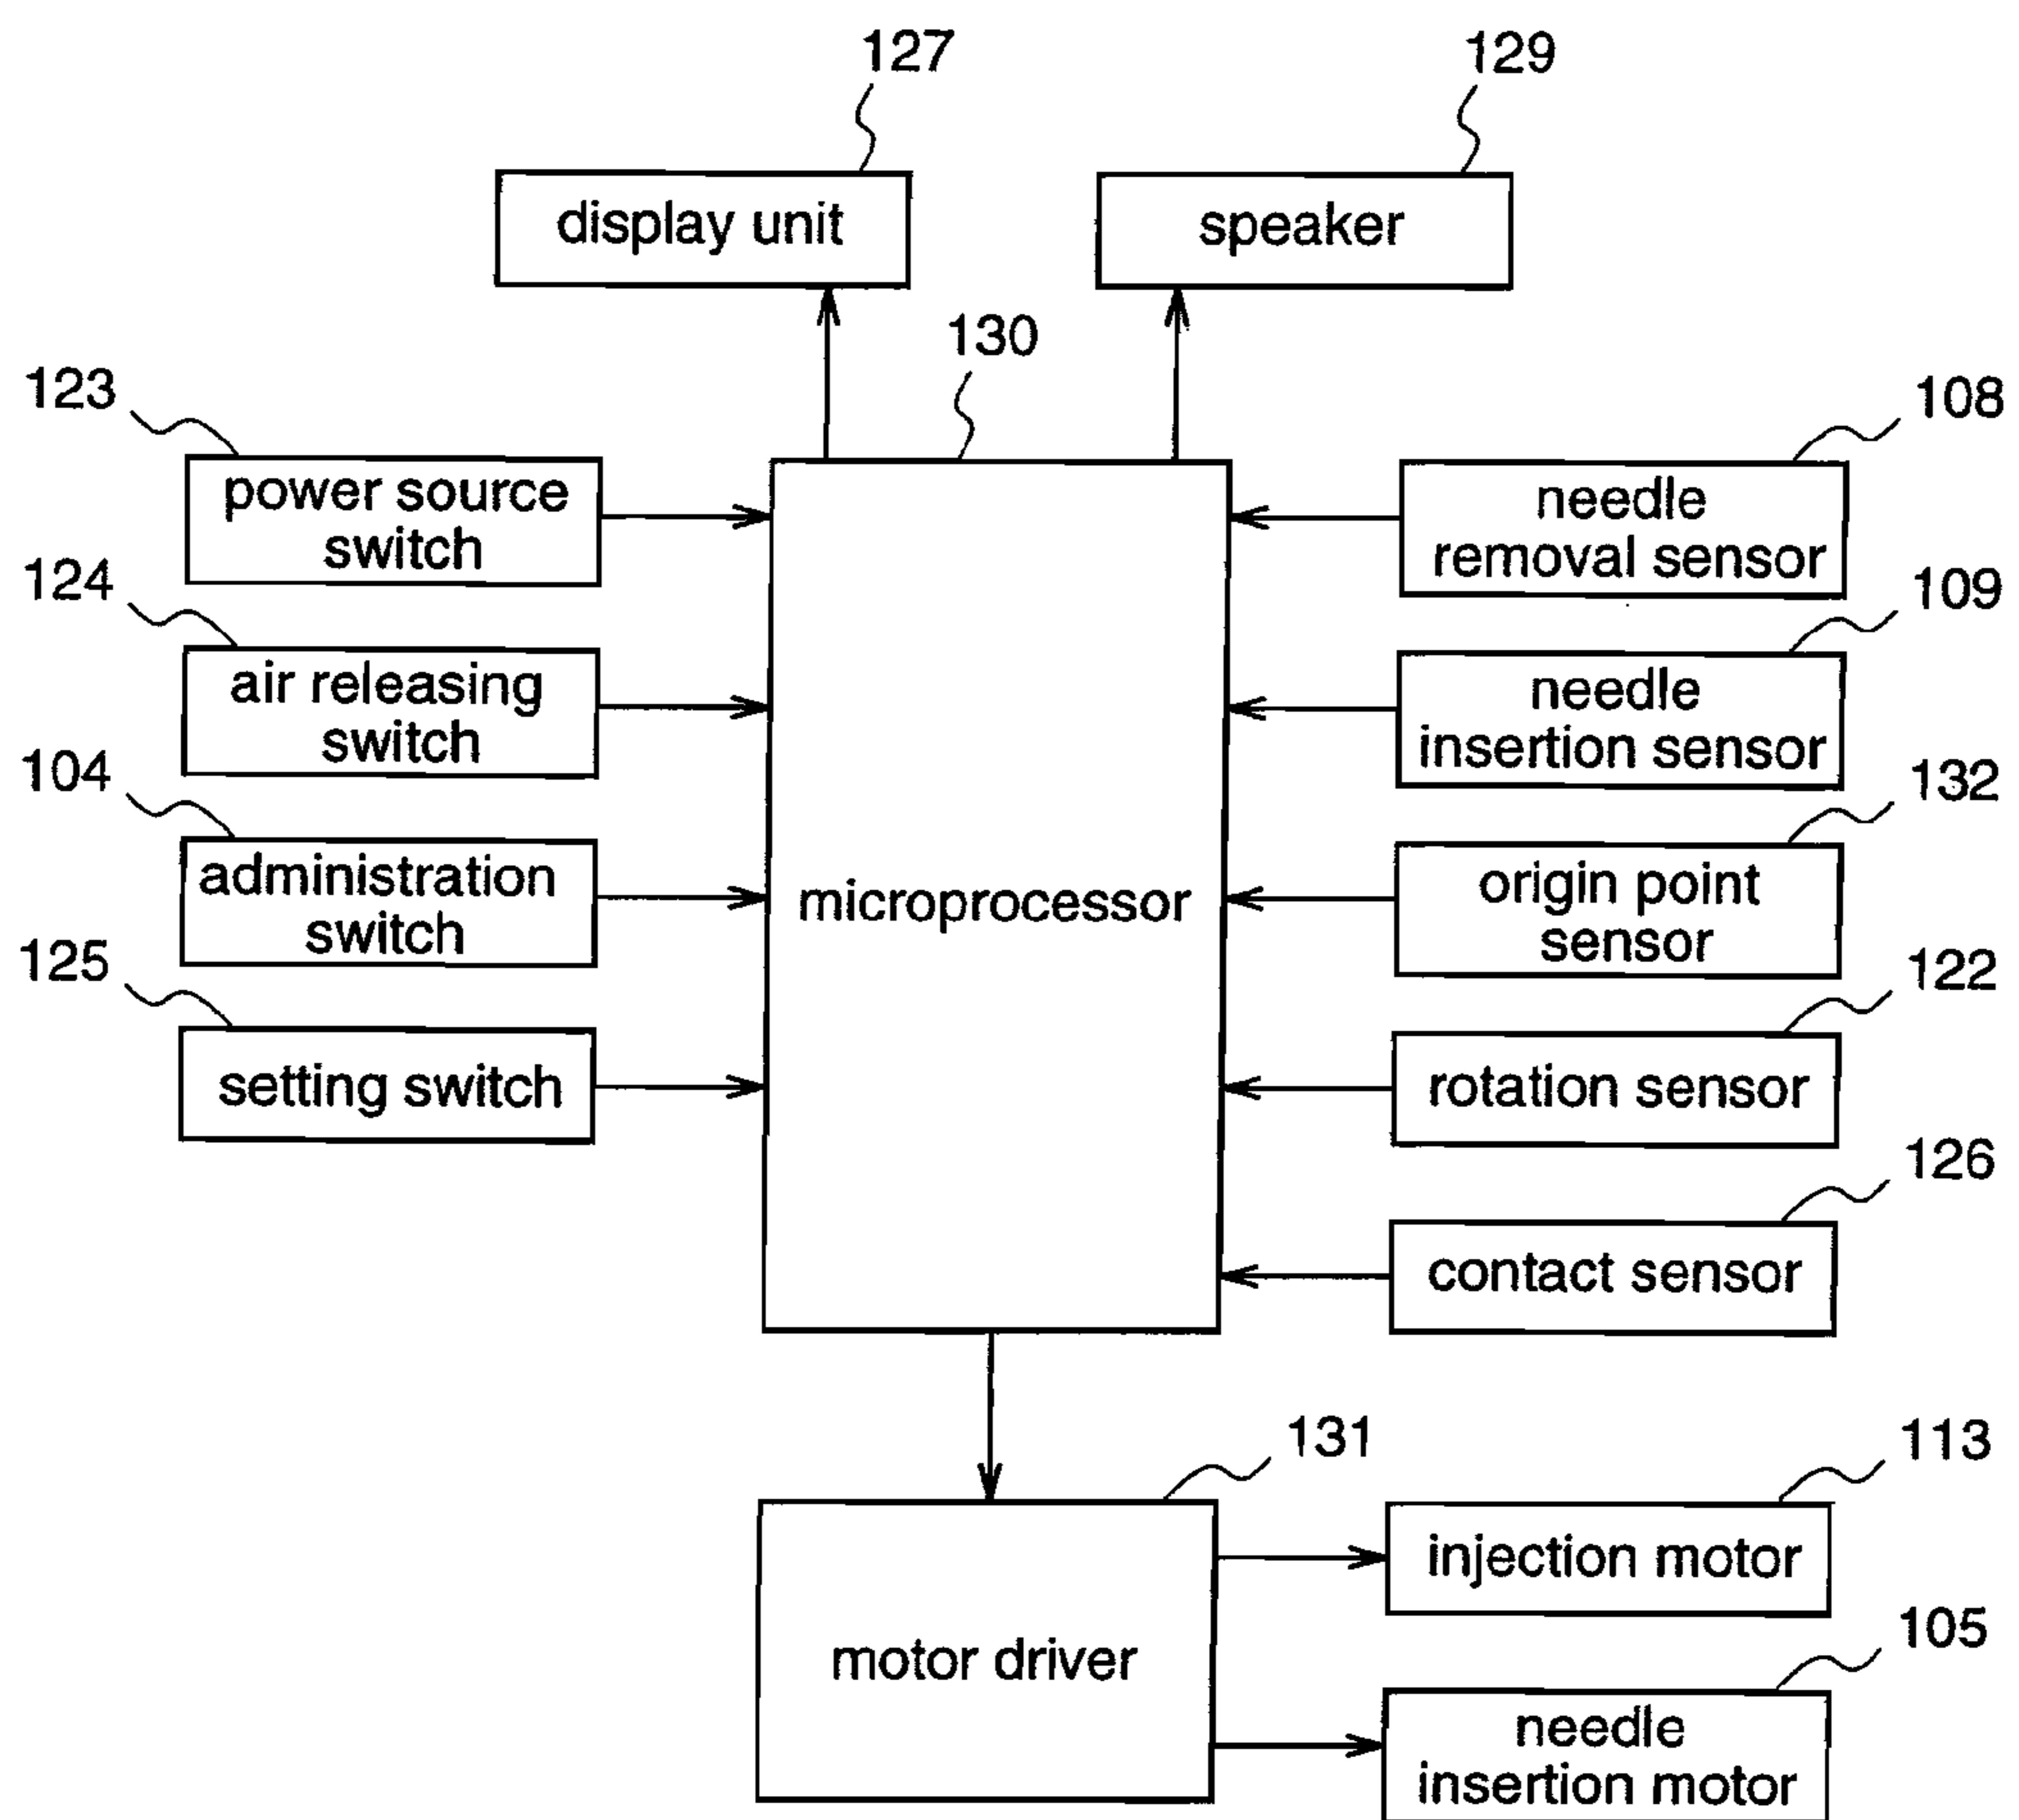 127
129
display unit
speaker
130
123
108
power source
switch
needle
removal sensor
124
109
air releasing
switch
needle
insertion sensor
104
132
administration
switch
microprocessor
origin point
sensor
125
122
setting switch
rotation sensor
126
contact sensor
131
113
injection motor
105
motor driver
needle
insertion motor